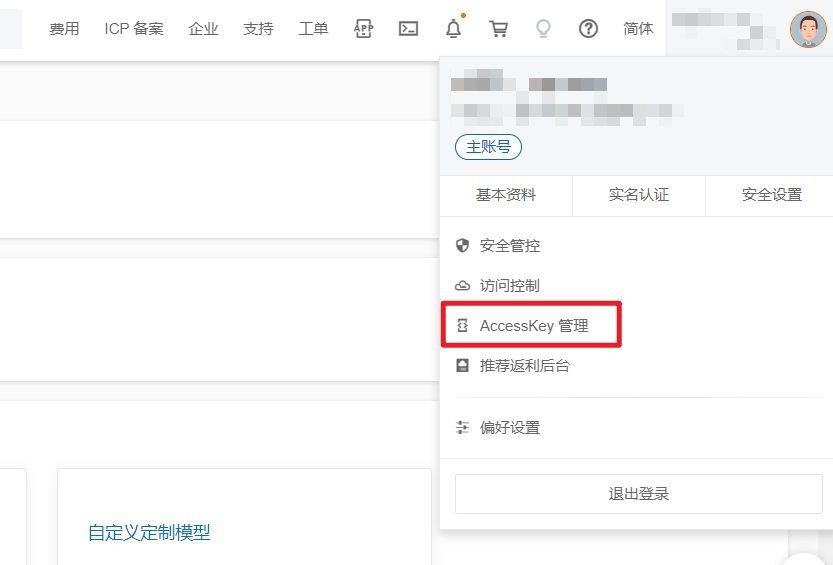 费用 ICP 备案 企业 支持 工单 APP 简体
主账号
基本资料 实名认证 安全设置
安全管控
访问控制
AccessKey 管理
推荐返利后台
偏好设置
退出登录
自定义定制模型